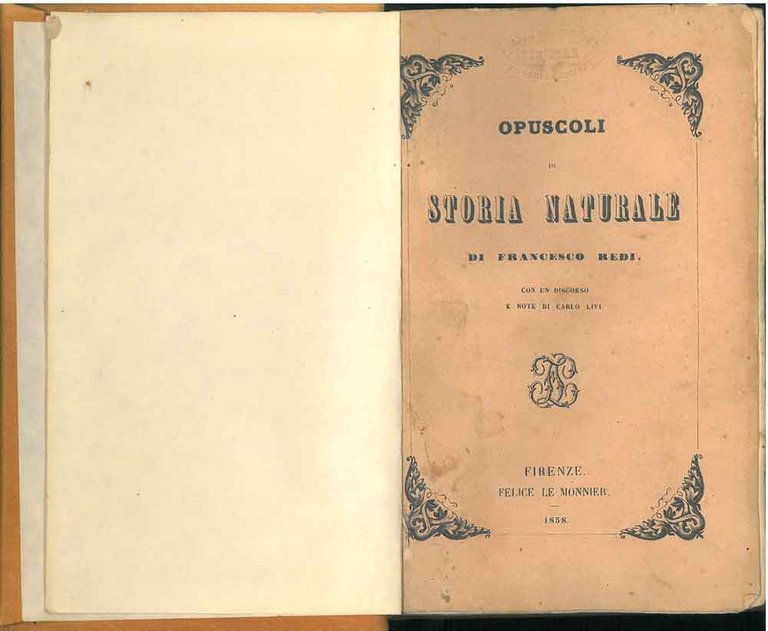 OPUSCOLI
DI
STORIA NATURALE
DI FRANCESCO REDI,
CON UN DISCORSO
E NOTE DI CARLO LIVI
FIRENZE.
FELICE LE MONNIER.
1858.